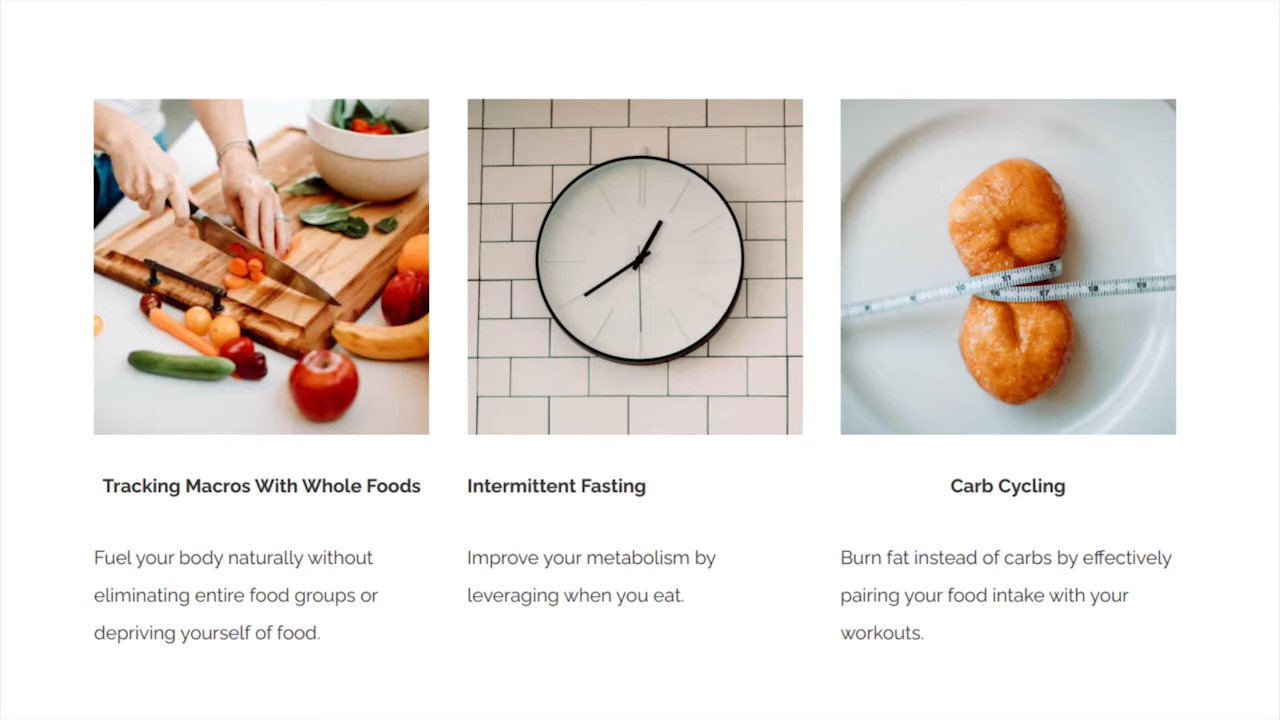 Tracking Macros With Whole Foods
Fuel your body naturally without
eliminating entire food groups or
depriving yourself of food.
Intermittent Fasting
Improve your metabolism by
leveraging when you eat.
Carb Cycling
Burn fat instead of carbs by effectively
pairing your food intake with your
workouts.